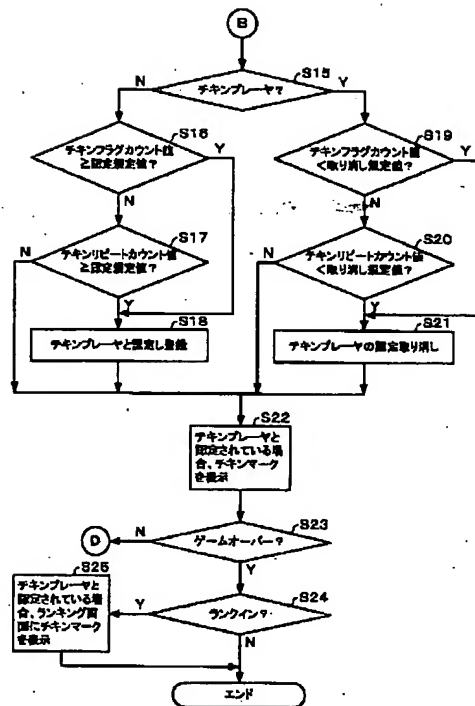 B
S15
チキンプレーヤ?
N
Y
S16
チキンフラグカウント値
≧認定規定値?
Y
N
S19
チキンフラグカウント値
<取り消し規定値?
Y
N
S17
チキンリピートカウント値
≧認定規定値?
N
Y
S20
チキンリピートカウント値
<取り消し規定値?
N
Y
S18
チキンプレーヤと認定し登録
S21
チキンプレーヤの認定取り消し
S22
チキンプレーヤと
認定されている場
合、チキンマーク
を表示
S23
ゲームオーバー?
N
D
Y
S24
ランクイン?
Y
N
S25
チキンプレーヤと
認定されている場
合、ランキング画
面にチキンマーク
を表示
エンド